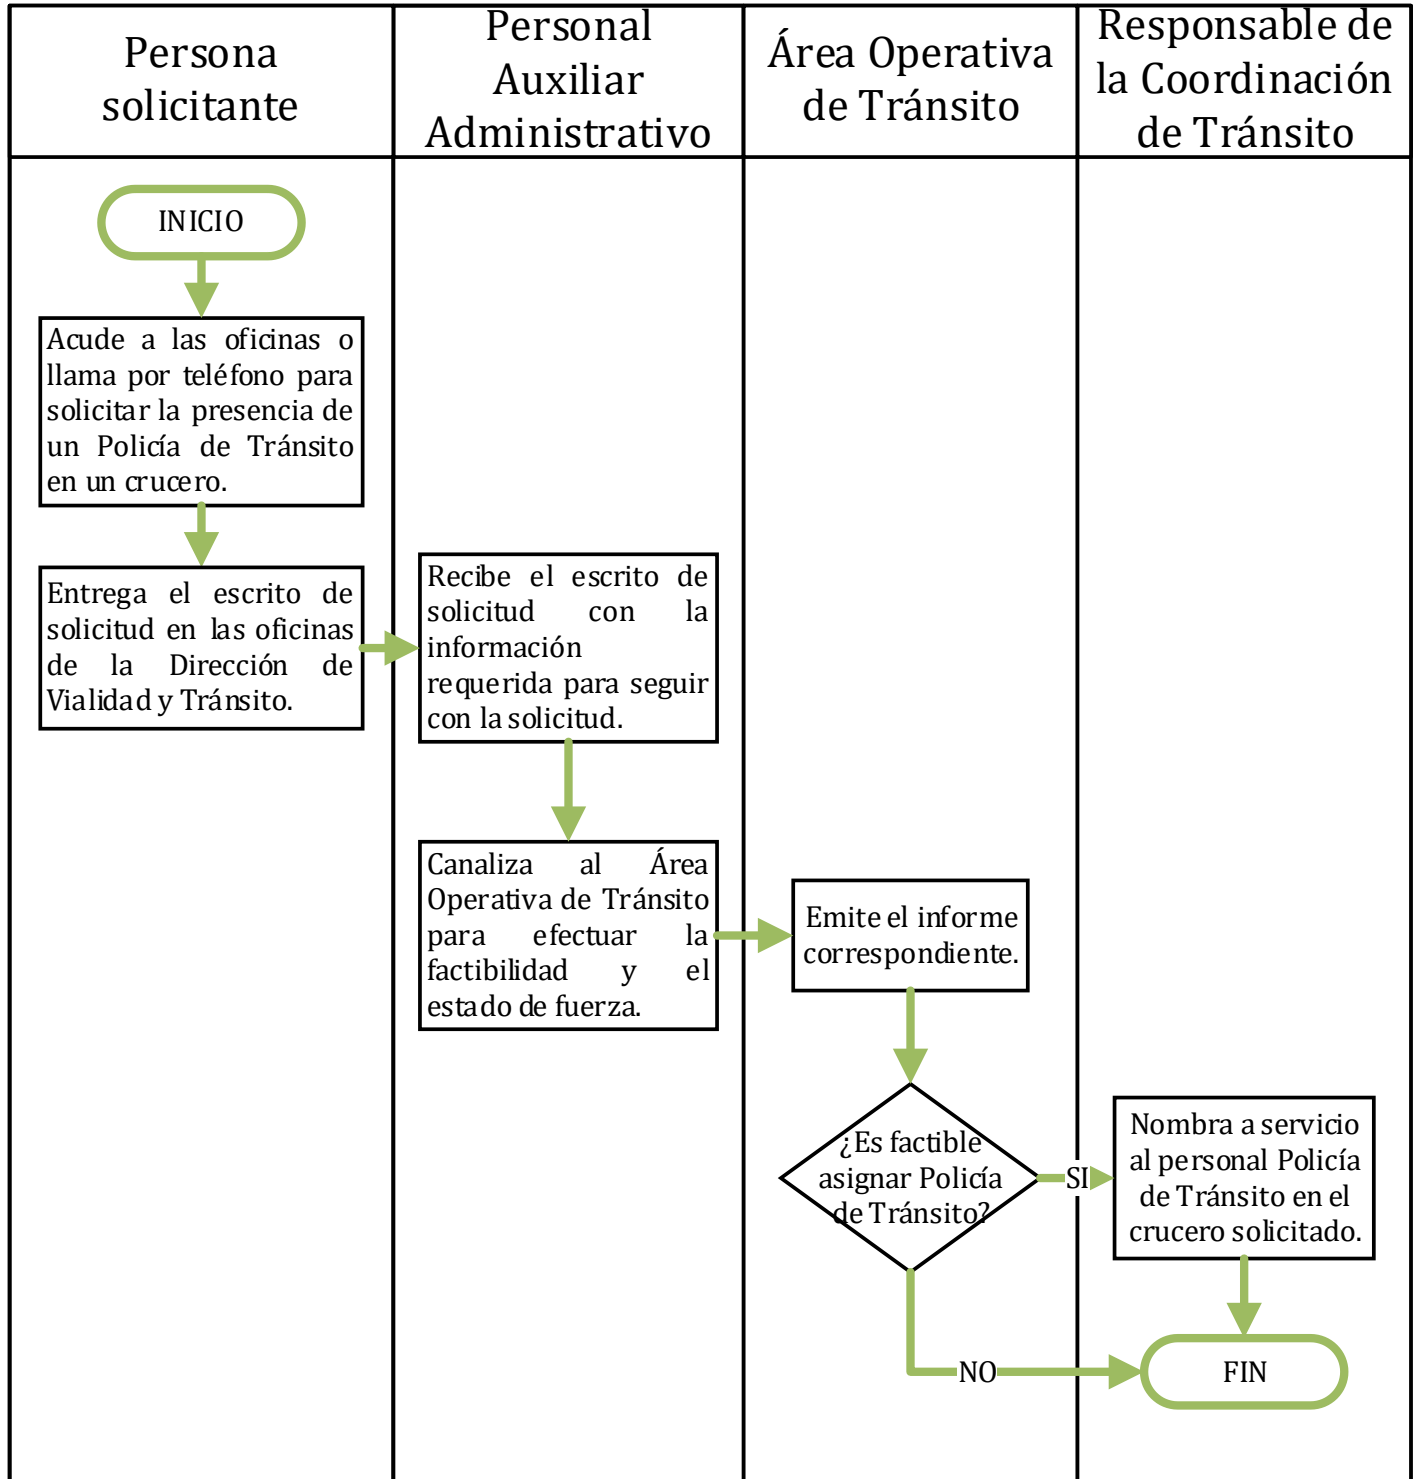 Persona
solicitante
Personal
Auxiliar
Administrativo
Área Operativa
de Tránsito
Responsable de
la Coordinación
de Tránsito
INICIO
Acude a las oficinas o
llama por teléfono para
solicitar la presencia de
un Policía de Tránsito
en un crucero.
Entrega el escrito de
solicitud en las oficinas
de la Dirección de
Vialidad y Tránsito.
Recibe el escrito de
solicitud con la
información
requerida para seguir
con la solicitud.
Canaliza al Área
Operativa de Tránsito
para efectuar la
factibilidad y el
estado de fuerza.
Emite el informe
correspondiente.
¿Es factible
asignar Policía
de Tránsito?
SI
Nombra a servicio
al personal Policía
de Tránsito en el
crucero solicitado.
NO
FIN